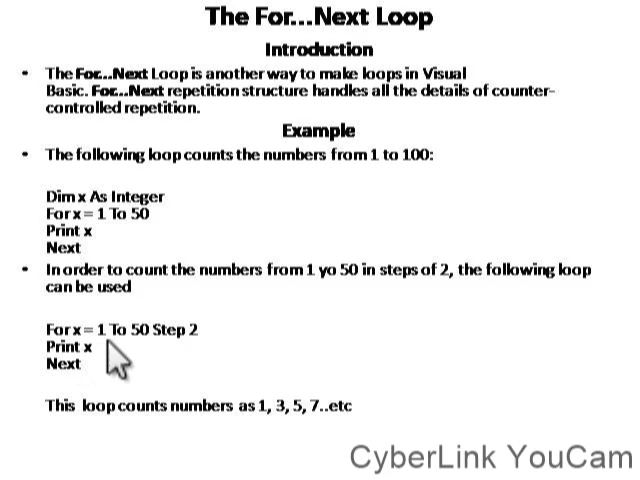 The For...Next Loop
Introduction
• The For...Next Loop is another way to make loops in Visual
Basic. For...Next repetition structure handles all the details of counter-
controlled repetition.
Example
• The following loop counts the numbers from 1 to 100:
Dim x As Integer
For x = 1 To 50
Print x
Next
• In order to count the numbers from 1 yo 50 in steps of 2, the following loop
can be used
For x = 1 To 50 Step 2
Print x
Next
This loop counts numbers as 1, 3, 5, 7..etc
CyberLink YouCam